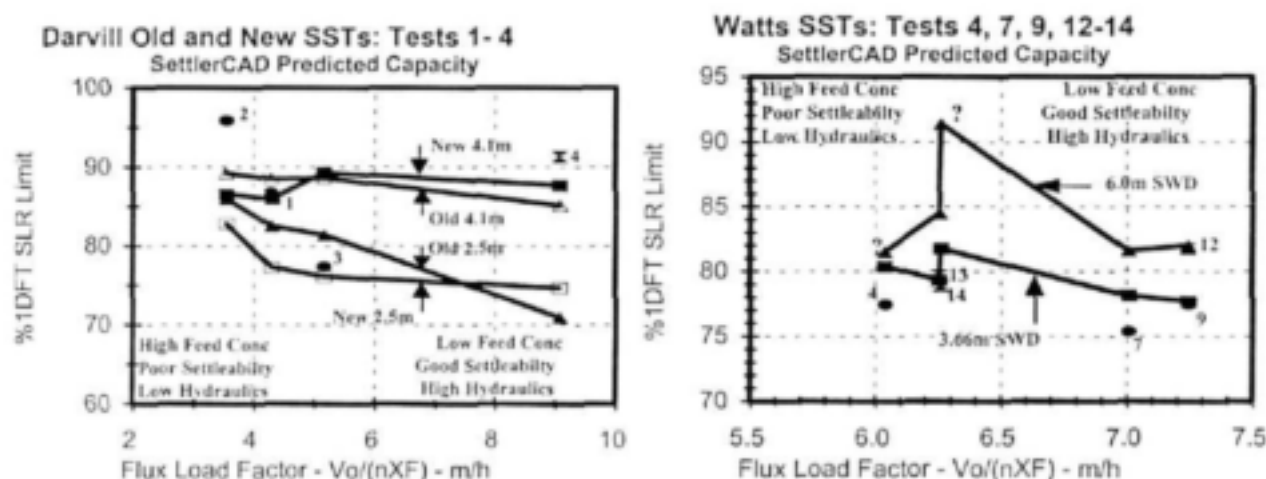 Darvill Old and New SSTs: Tests 1- 4
SettlerCAD Predicted Capacity
%1DFT SLR Limit
100
90
80
70
60
2
New 4.1m
4
1
Old 4.1m
Old 2.5m
3
New 2.5m
High Feed Conc
Poor Settleabilty
Low Hydraulics
Low Feed Conc
Good Settleabilty
High Hydraulics
2
4
6
8
10
Flux Load Factor - Vo/(nXF) - m/h
Watts SSTs: Tests 4, 7, 9, 12-14
SettlerCAD Predicted Capacity
%1DFT SLR Limit
95
90
85
80
75
70
High Feed Conc
Poor Settleabilty
Low Hydraulics
Low Feed Conc
Good Settleabilty
High Hydraulics
?
6.0m SWD
?
12
13
14
4
9
7
3.66m SWD
5.5
6.0
6.5
7.0
7.5
Flux Load Factor - Vo/(nXF) - m/h